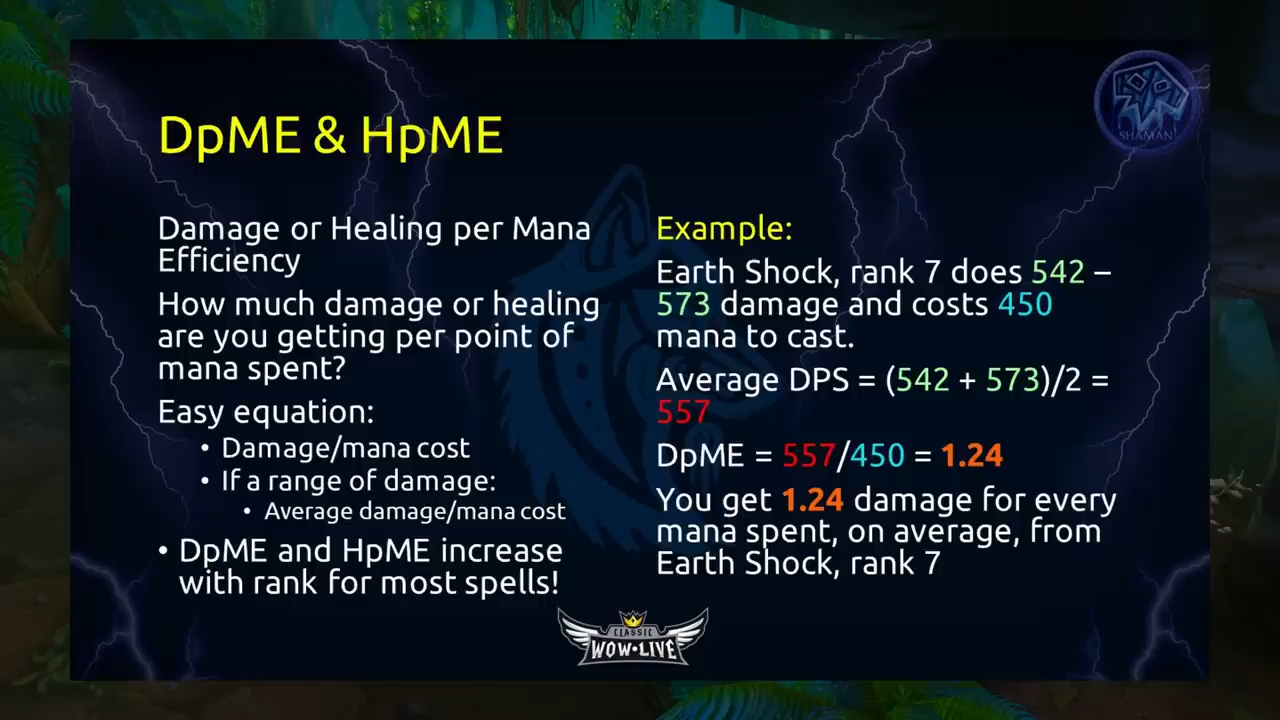 SHAMAN
DpME & HpME
Damage or Healing per Mana
Efficiency
How much damage or healing
are you getting per point of
mana spent?
Easy equation:
• Damage/mana cost
• If a range of damage:
• Average damage/mana cost
• DpME and HpME increase
with rank for most spells!
Example:
Earth Shock, rank 7 does 542 –
573 damage and costs 450
mana to cast.
Average DPS = (542 + 573)/2 =
557
DpME = 557/450 = 1.24
You get 1.24 damage for every
mana spent, on average, from
Earth Shock, rank 7
CLASSIC
WOW•LIVE